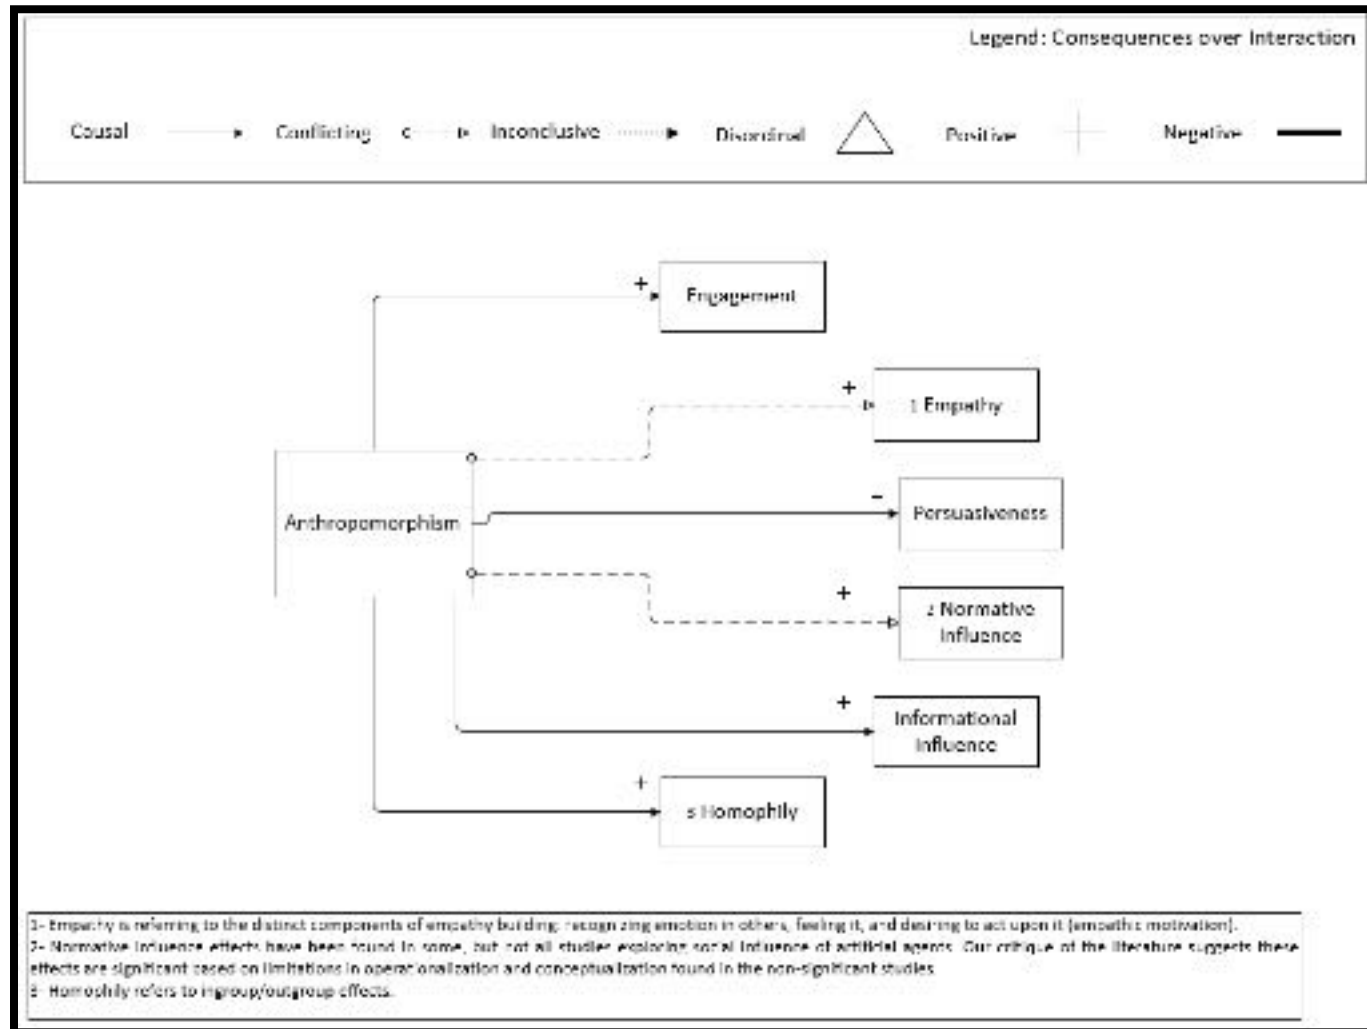 Legend: Consequences over Interaction
Causal Conflicting Inconclusive Disordinal Positive Negative
+ Engagement
+ 1 Empathy
Anthropomorphism
- Persuasiveness
+ 2 Normative
Influence
+ Informational
Influence
+ 3 Homophily
1- Empathy is referring to the distinct components of empathy building: recognizing emotion in others, feeling it, and desiring to act upon it (empathic motivation).
2- Normative Influence effects have been found in some, but not all studies exploring social influence of artificial agents. Our critique of the literature suggests these
effects are significant based on limitations in operationalization and conceptualization found in the non-significant studies
3- Homophily refers to ingroup/outgroup effects.